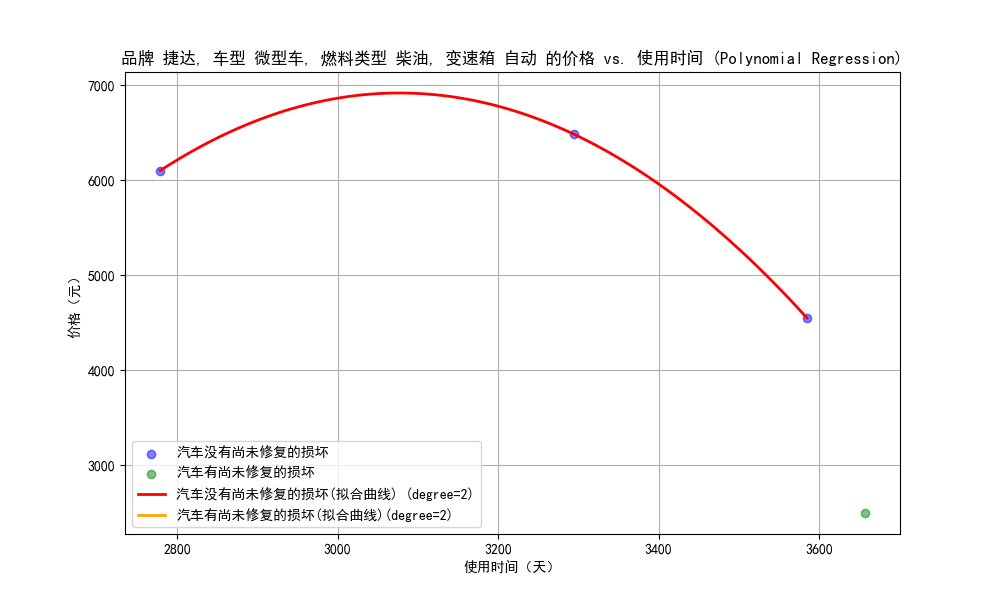 品牌 捷达, 车型 微型车, 燃料类型 柴油, 变速箱 自动 的价格 vs. 使用时间 (Polynomial Regression)
7000
6000
5000
4000
3000
价格（元）
汽车没有尚未修复的损坏
汽车有尚未修复的损坏
汽车没有尚未修复的损坏(拟合曲线) (degree=2)
汽车有尚未修复的损坏(拟合曲线)(degree=2)
2800
3000
3200
3400
3600
使用时间（天）